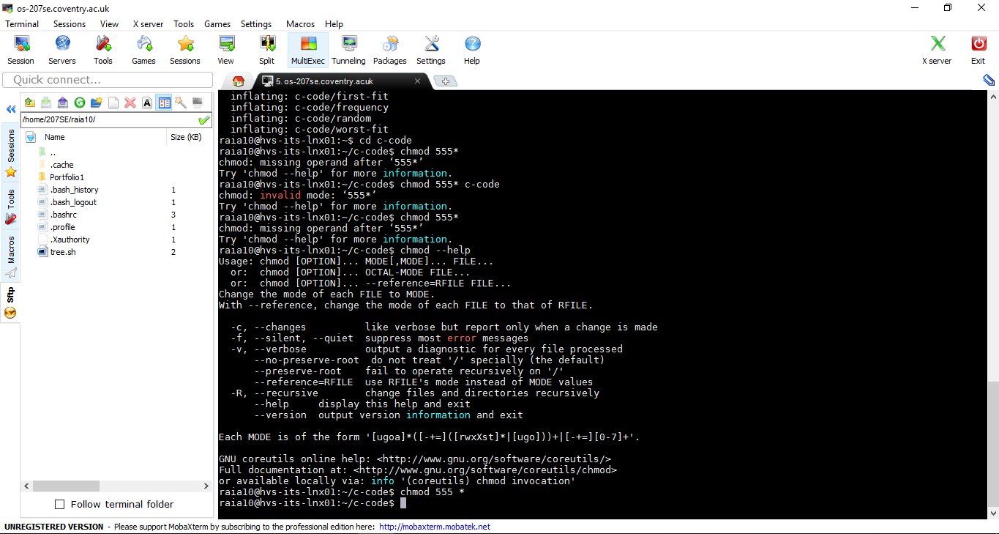 os-207se.coventry.ac.uk
Terminal Sessions View X server Tools Games Settings Macros Help
Session Servers Tools Games Sessions View Split MultiExec Tunneling Packages Settings Help X server Exit
Quick connect...
5. os-207se.coventry.ac.uk
/home/207SE/raia10/
Name Size (KB)
..
.cache
Portfolio1
.bash_history 1
.bash_logout 1
.bashrc 3
.profile 1
.Xauthority 1
tree.sh 2
Sessions
Tools
Macros
Sftp
Follow terminal folder
inflating: c-code/first-fit
inflating: c-code/frequency
inflating: c-code/random
inflating: c-code/worst-fit
raia10@hvs-its-lnx01:~$ cd c-code
raia10@hvs-its-lnx01:~/c-code$ chmod 555*
chmod: missing operand after ‘555*’
Try 'chmod --help' for more information.
raia10@hvs-its-lnx01:~/c-code$ chmod 555* c-code
chmod: invalid mode: ‘555*’
Try 'chmod --help' for more information.
raia10@hvs-its-lnx01:~/c-code$ chmod 555*
chmod: missing operand after ‘555*’
Try 'chmod --help' for more information.
raia10@hvs-its-lnx01:~/c-code$ chmod --help
Usage: chmod [OPTION]... MODE[,MODE]... FILE...
or: chmod [OPTION]... OCTAL-MODE FILE...
or: chmod [OPTION]... --reference=RFILE FILE...
Change the mode of each FILE to MODE.
With --reference, change the mode of each FILE to that of RFILE.
-c, --changes like verbose but report only when a change is made
-f, --silent, --quiet suppress most error messages
-v, --verbose output a diagnostic for every file processed
--no-preserve-root do not treat '/' specially (the default)
--preserve-root fail to operate recursively on '/'
--reference=RFILE use RFILE's mode instead of MODE values
-R, --recursive change files and directories recursively
--help display this help and exit
--version output version information and exit
Each MODE is of the form '[ugoa]*([-+=]([rwxXst]*|[ugo]))+|[-+=][0-7]+'.
GNU coreutils online help: <http://www.gnu.org/software/coreutils/>
Full documentation at: <http://www.gnu.org/software/coreutils/chmod>
or available locally via: info '(coreutils) chmod invocation'
raia10@hvs-its-lnx01:~/c-code$ chmod 555 *
raia10@hvs-its-lnx01:~/c-code$
UNREGISTERED VERSION - Please support MobaXterm by subscribing to the professional edition here: http://mobaxterm.mobatek.net